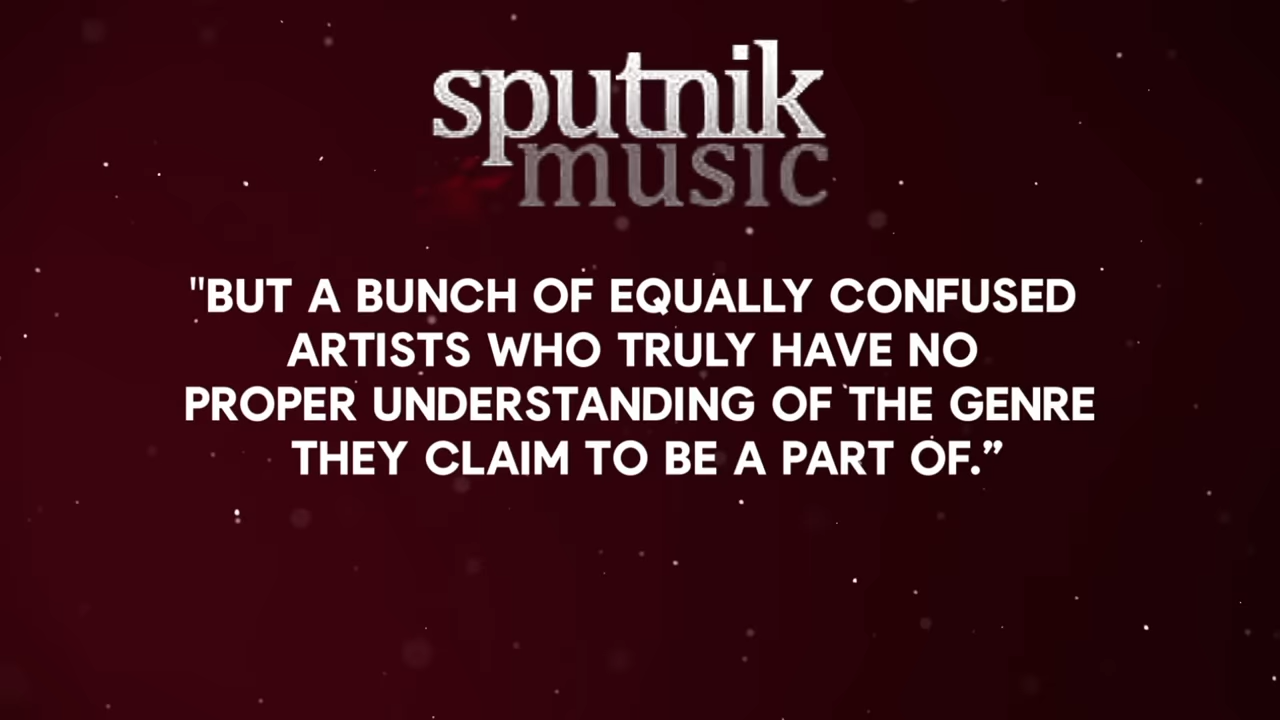 sputnik
music
"BUT A BUNCH OF EQUALLY CONFUSED
ARTISTS WHO TRULY HAVE NO
PROPER UNDERSTANDING OF THE GENRE
THEY CLAIM TO BE A PART OF.”